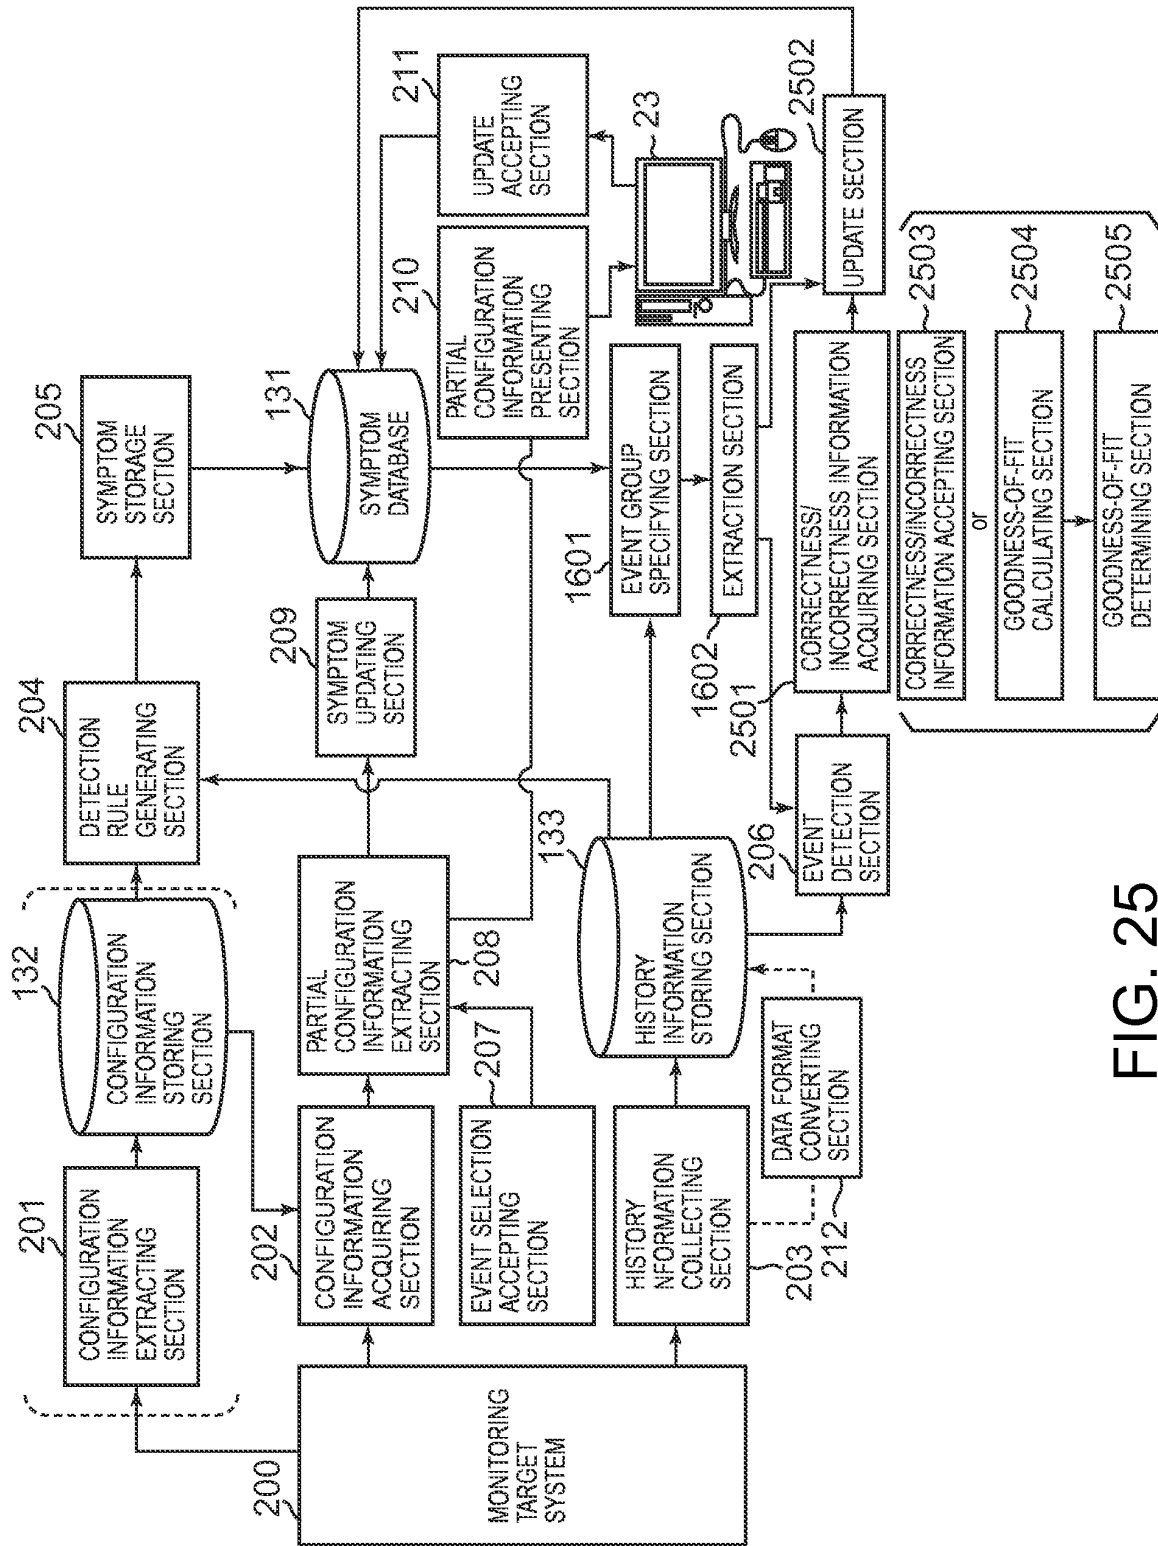 200
MONITORING
TARGET
SYSTEM
201
CONFIGURATION
INFORMATION
EXTRACTING
SECTION
132
CONFIGURATION
INFORMATION
STORING
SECTION
204
DETECTION
RULE
GENERATING
SECTION
205
SYMPTOM
STORAGE
SECTION
202
CONFIGURATION
INFORMATION
ACQUIRING
SECTION
PARTIAL
CONFIGURATION
INFORMATION
EXTRACTING
SECTION
208
209
SYMPTOM
UPDATING
SECTION
131
SYMPTOM
DATABASE
207
EVENT SELECTION
ACCEPTING
SECTION
210
PARTIAL
CONFIGURATION
INFORMATION
PRESENTING
SECTION
211
UPDATE
ACCEPTING
SECTION
HISTORY
NFORMATION
COLLECTING
SECTION
203
133
HISTORY
INFORMATION
STORING SECTION
1601
EVENT GROUP
SPECIFYING SECTION
23
1602
EXTRACTION SECTION
DATA FORMAT
CONVERTING
SECTION
212
206
EVENT
DETECTION
SECTION
2501
CORRECTNESS/
INCORRECTNESS INFORMATION
ACQUIRING SECTION
2502
UPDATE SECTION
2503
CORRECTNESS/INCORRECTNESS
INFORMATION ACCEPTING SECTION
or
2504
GOODNESS-OF-FIT
CALCULATING SECTION
2505
GOODNESS-OF-FIT
DETERMINING SECTION
FIG. 25